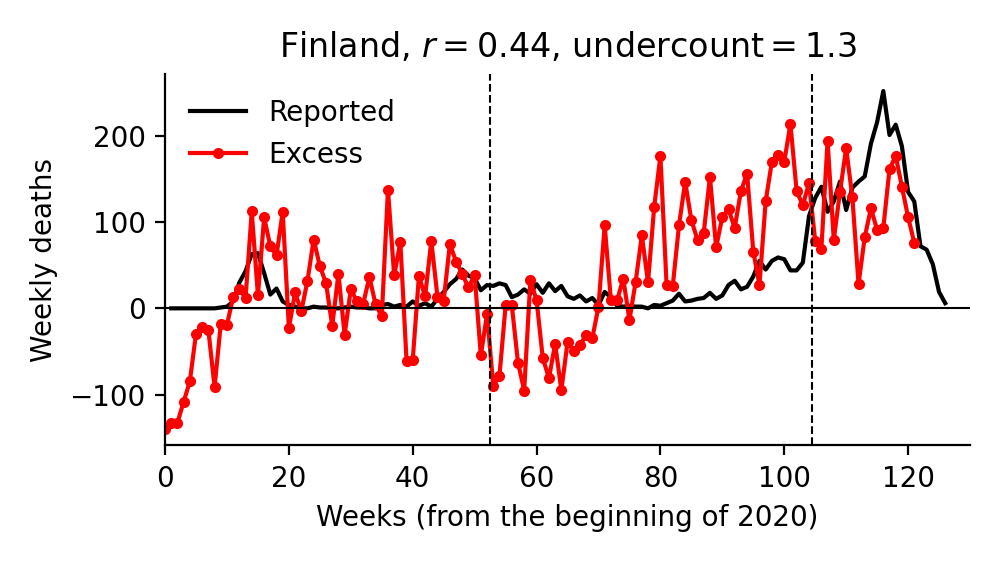 Finland, r = 0.44, undercount = 1.3
Reported
Excess
Weekly deaths
200
100
0
−100
0 20 40 60 80 100 120
Weeks (from the beginning of 2020)